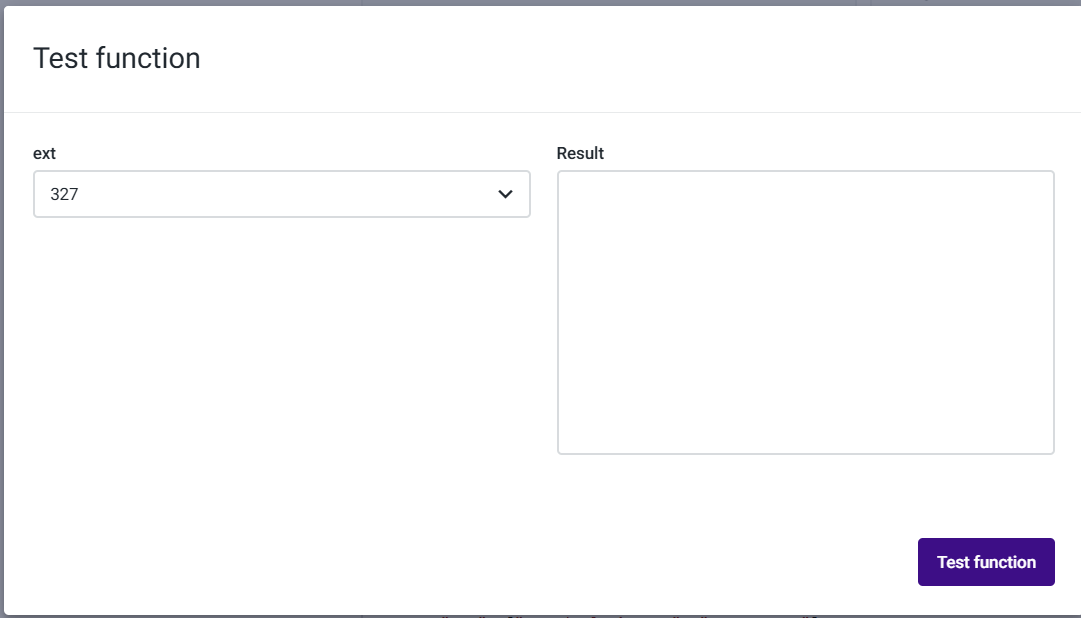 Test function
ext
Result
327
Test function